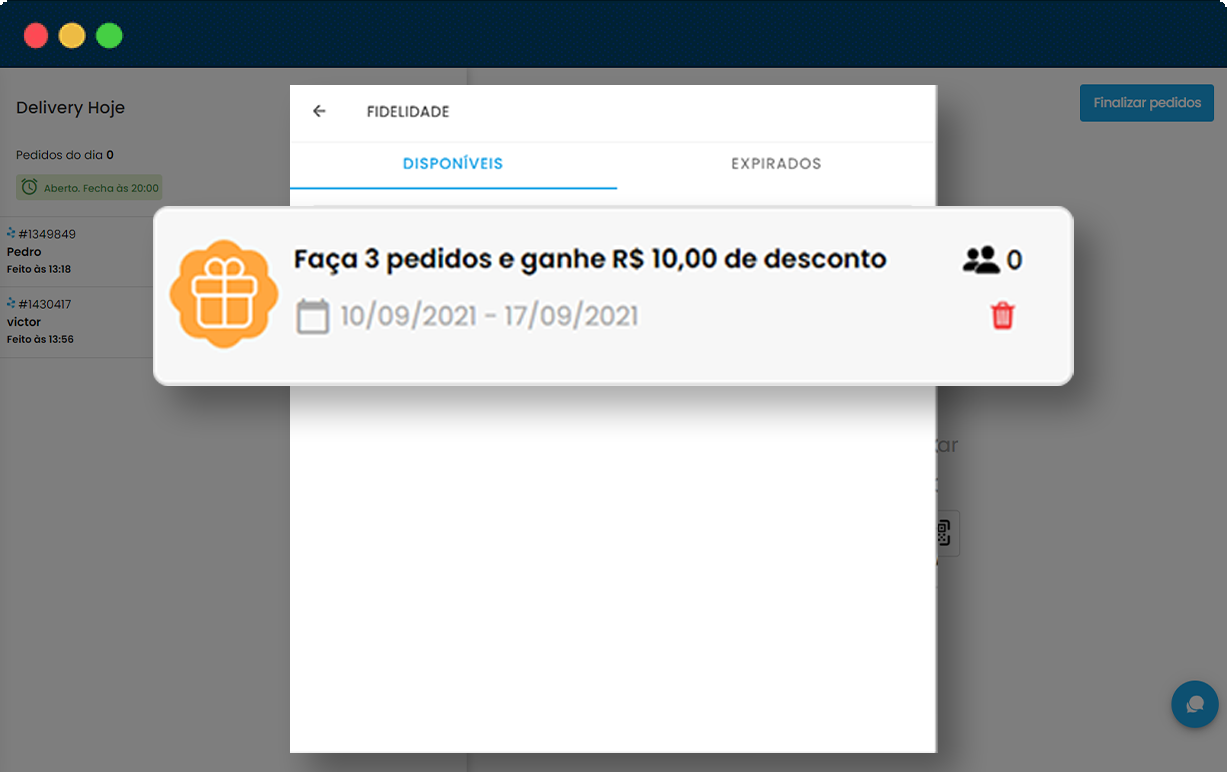 Delivery Hoje
Pedidos do dia 0
Aberto. Fecha às 20:00
#1349849
Pedro
Feito às 13:18
#1430417
victor
Feito às 13:56
FIDELIDADE
DISPONÍVEIS
EXPIRADOS
Faça 3 pedidos e ganhe R$ 10,00 de desconto
0
10/09/2021 - 17/09/2021
Finalizar pedidos